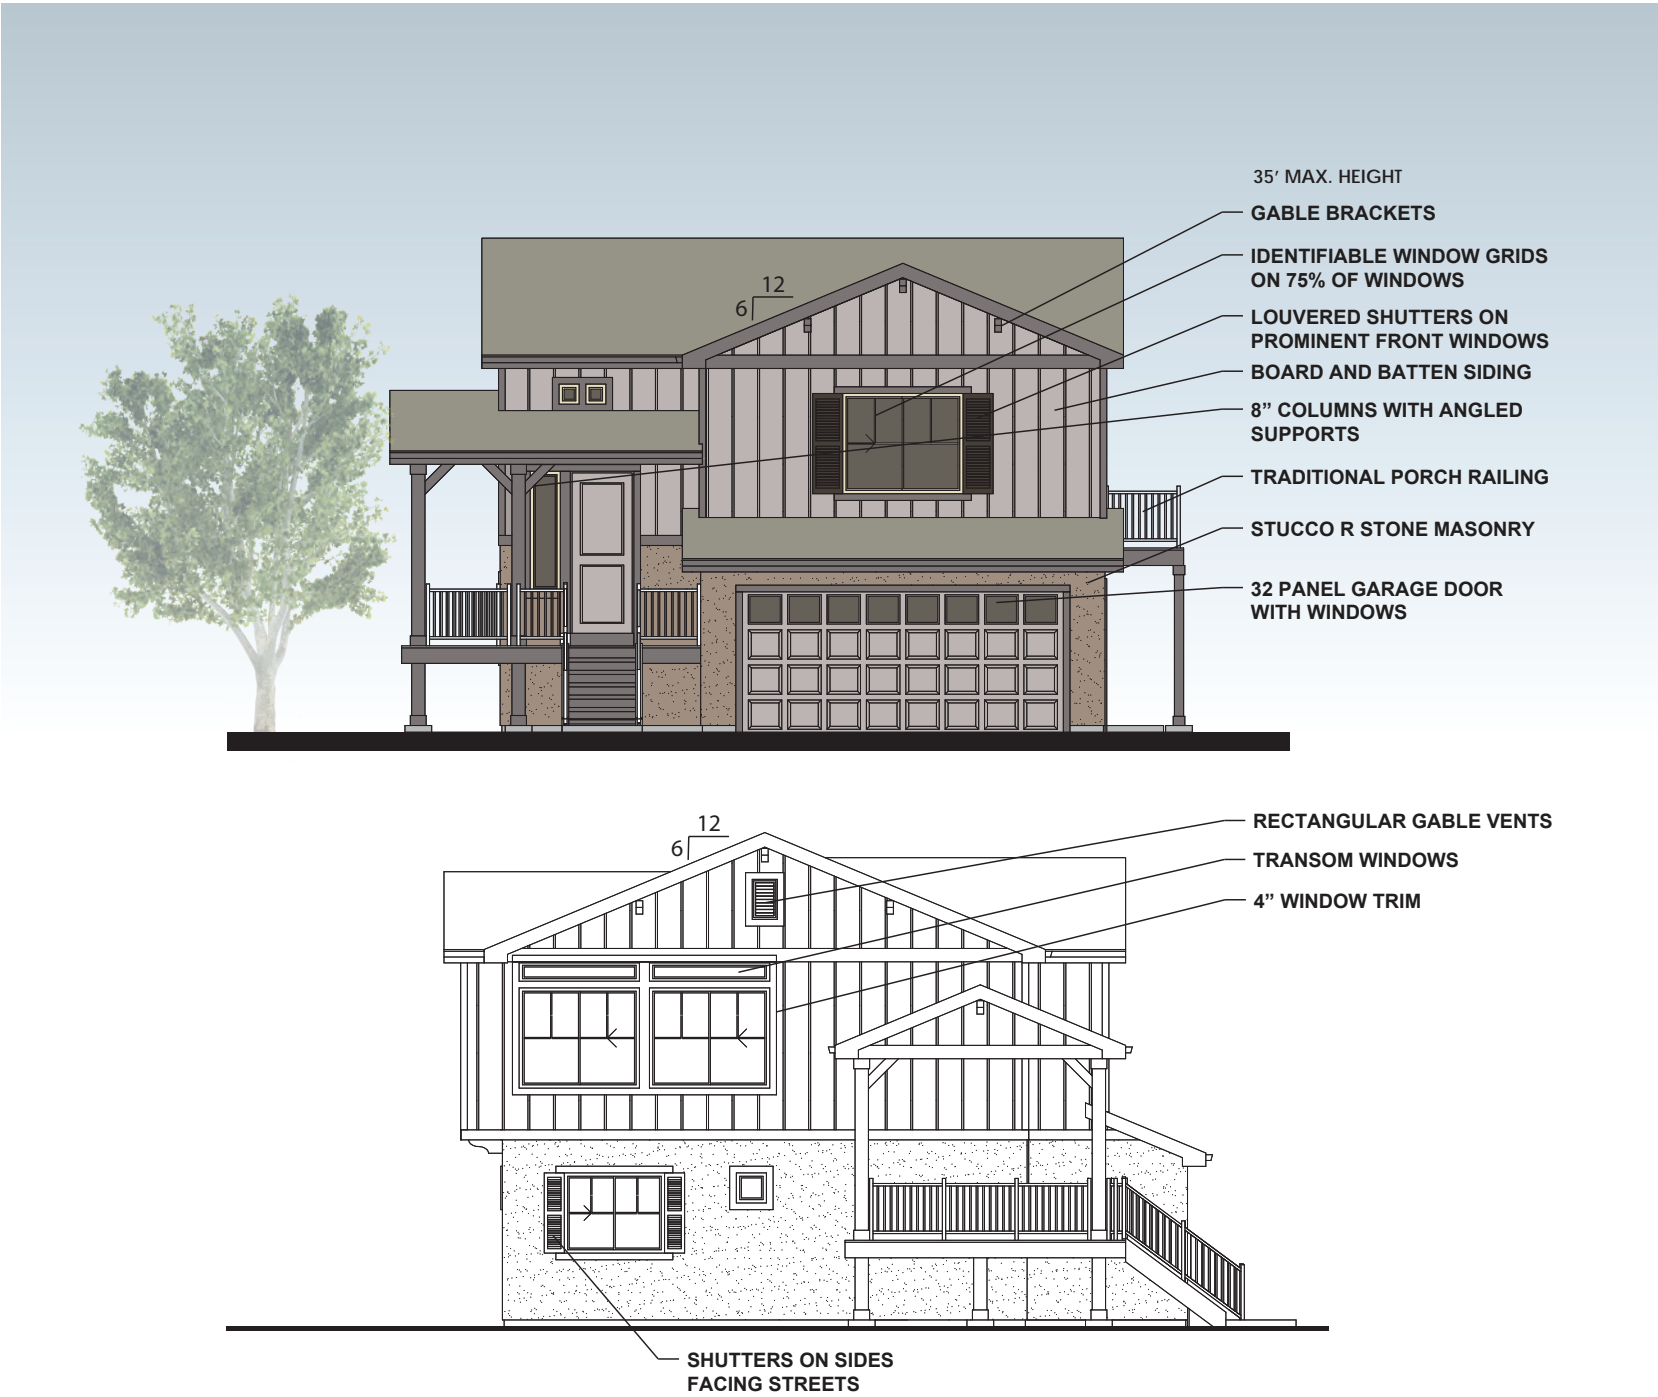 35' MAX. HEIGHT
GABLE BRACKETS
IDENTIFIABLE WINDOW GRIDS
ON 75% OF WINDOWS
LOUVERED SHUTTERS ON
PROMINENT FRONT WINDOWS
BOARD AND BATTEN SIDING
8” COLUMNS WITH ANGLED
SUPPORTS
TRADITIONAL PORCH RAILING
STUCCO R STONE MASONRY
32 PANEL GARAGE DOOR
WITH WINDOWS
12
6
12
6
RECTANGULAR GABLE VENTS
TRANSOM WINDOWS
4” WINDOW TRIM
SHUTTERS ON SIDES
FACING STREETS